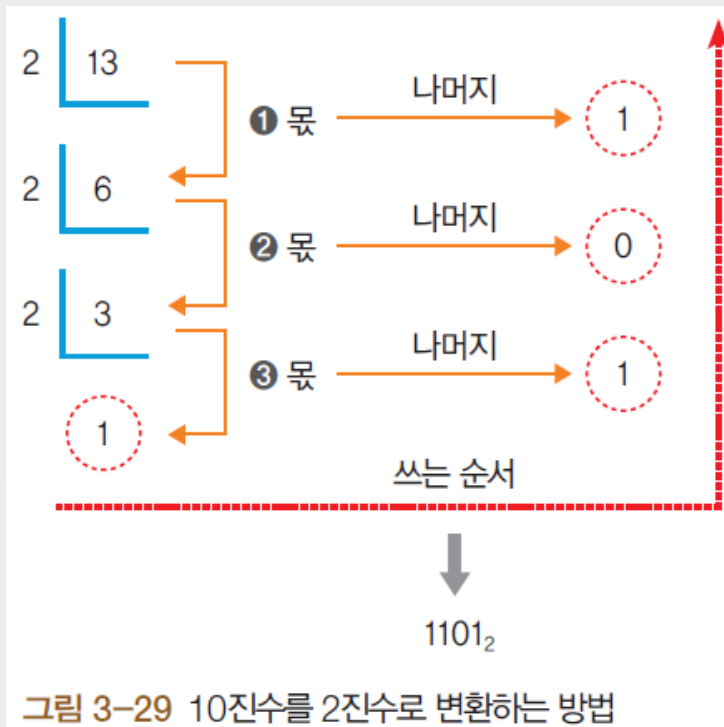 2 13
나머지
❶ 몫
1
2 6
나머지
❷ 몫
0
2 3
나머지
❸ 몫
1
1
쓰는 순서
1101₂
그림 3-29 10진수를 2진수로 변환하는 방법